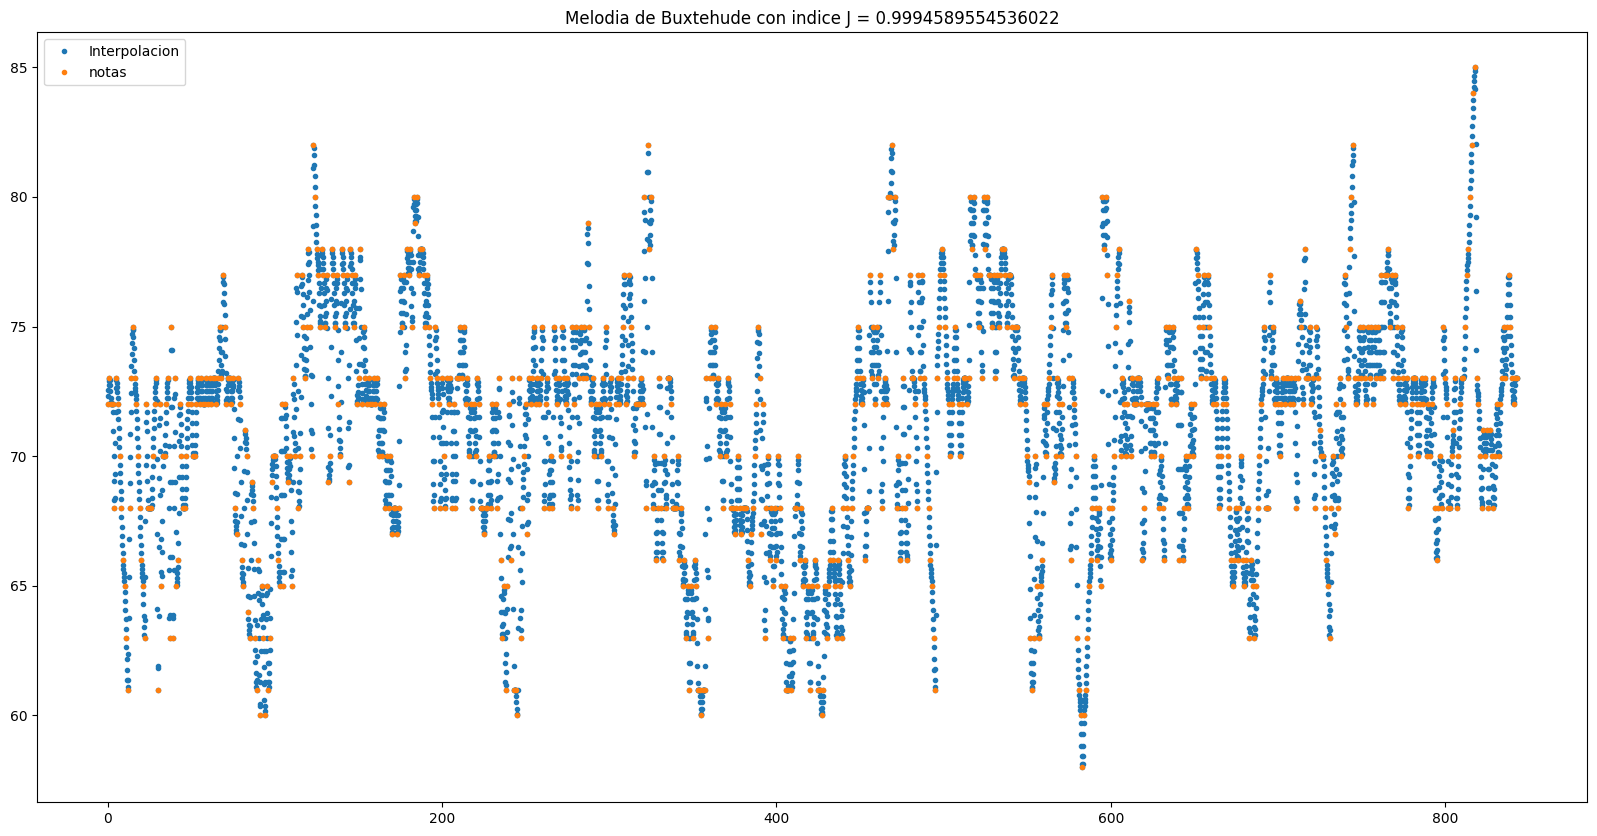 Melodia de Buxtehude con indice J = 0.9994589554536022
Interpolacion
notas
85
80
75
70
65
60
0 200 400 600 800